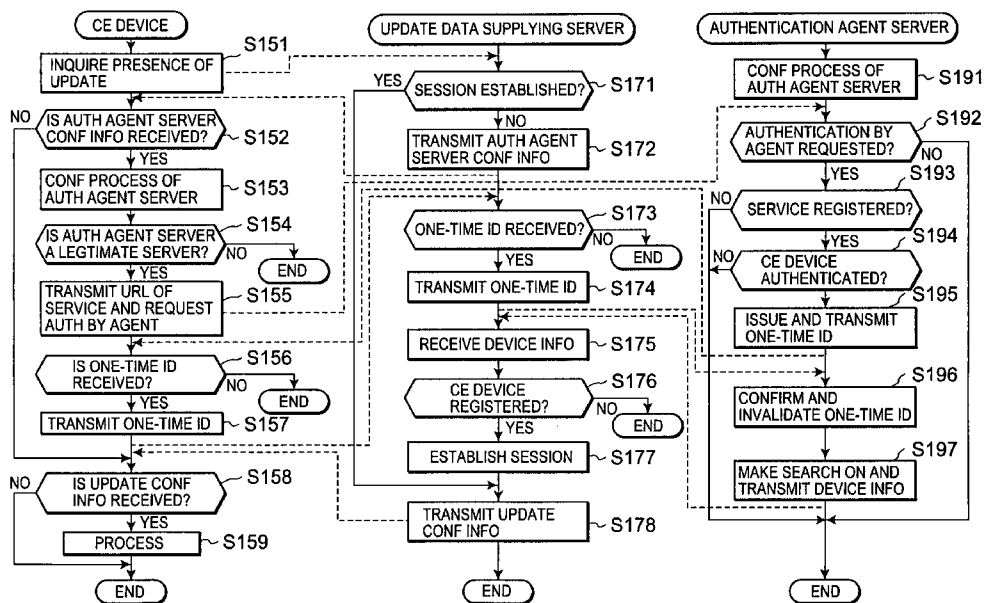 CE DEVICE
S151
INQUIRE PRESENCE OF
UPDATE
NO
IS AUTH AGENT SERVER
CONF INFO RECEIVED?
S152
YES
CONF PROCESS OF
AUTH AGENT SERVER
S153
IS AUTH AGENT SERVER
A LEGTIMATE SERVER?
S154
NO
END
YES
TRANSMIT URL OF
SERVICE AND REQUEST
AUTH BY AGENT
S155
IS ONE-TIME ID
RECEIVED?
S156
NO
END
YES
TRANSMIT ONE-TIME ID
S157
NO
IS UPDATE CONF
INFO RECEIVED?
S158
YES
PROCESS
S159
END
UPDATE DATA SUPPLYING SERVER
YES
SESSION ESTABLISHED?
S171
NO
TRANSMIT AUTH AGENT
SERVER CONF INFO
S172
ONE-TIME ID RECEIVED?
S173
NO
END
YES
TRANSMIT ONE-TIME ID
S174
RECEIVE DEVICE INFO
S175
CE DEVICE
REGISTERED?
S176
NO
END
YES
ESTABLISH SESSION
S177
TRANSMIT UPDATE
CONF INFO
S178
END
AUTHENTICATION AGENT SERVER
CONF PROCESS OF
AUTH AGENT SERVER
S191
AUTHENTICATION BY
AGENT REQUESTED?
S192
NO
YES
S193
NO
SERVICE REGISTERED?
YES
S194
NO
CE DEVICE
AUTHENTICATED?
YES
S195
ISSUE AND TRANSMIT
ONE-TIME ID
S196
CONFIRM AND
INVALIDATE ONE-TIME ID
S197
MAKE SEARCH ON AND
TRANSMIT DEVICE INFO
END